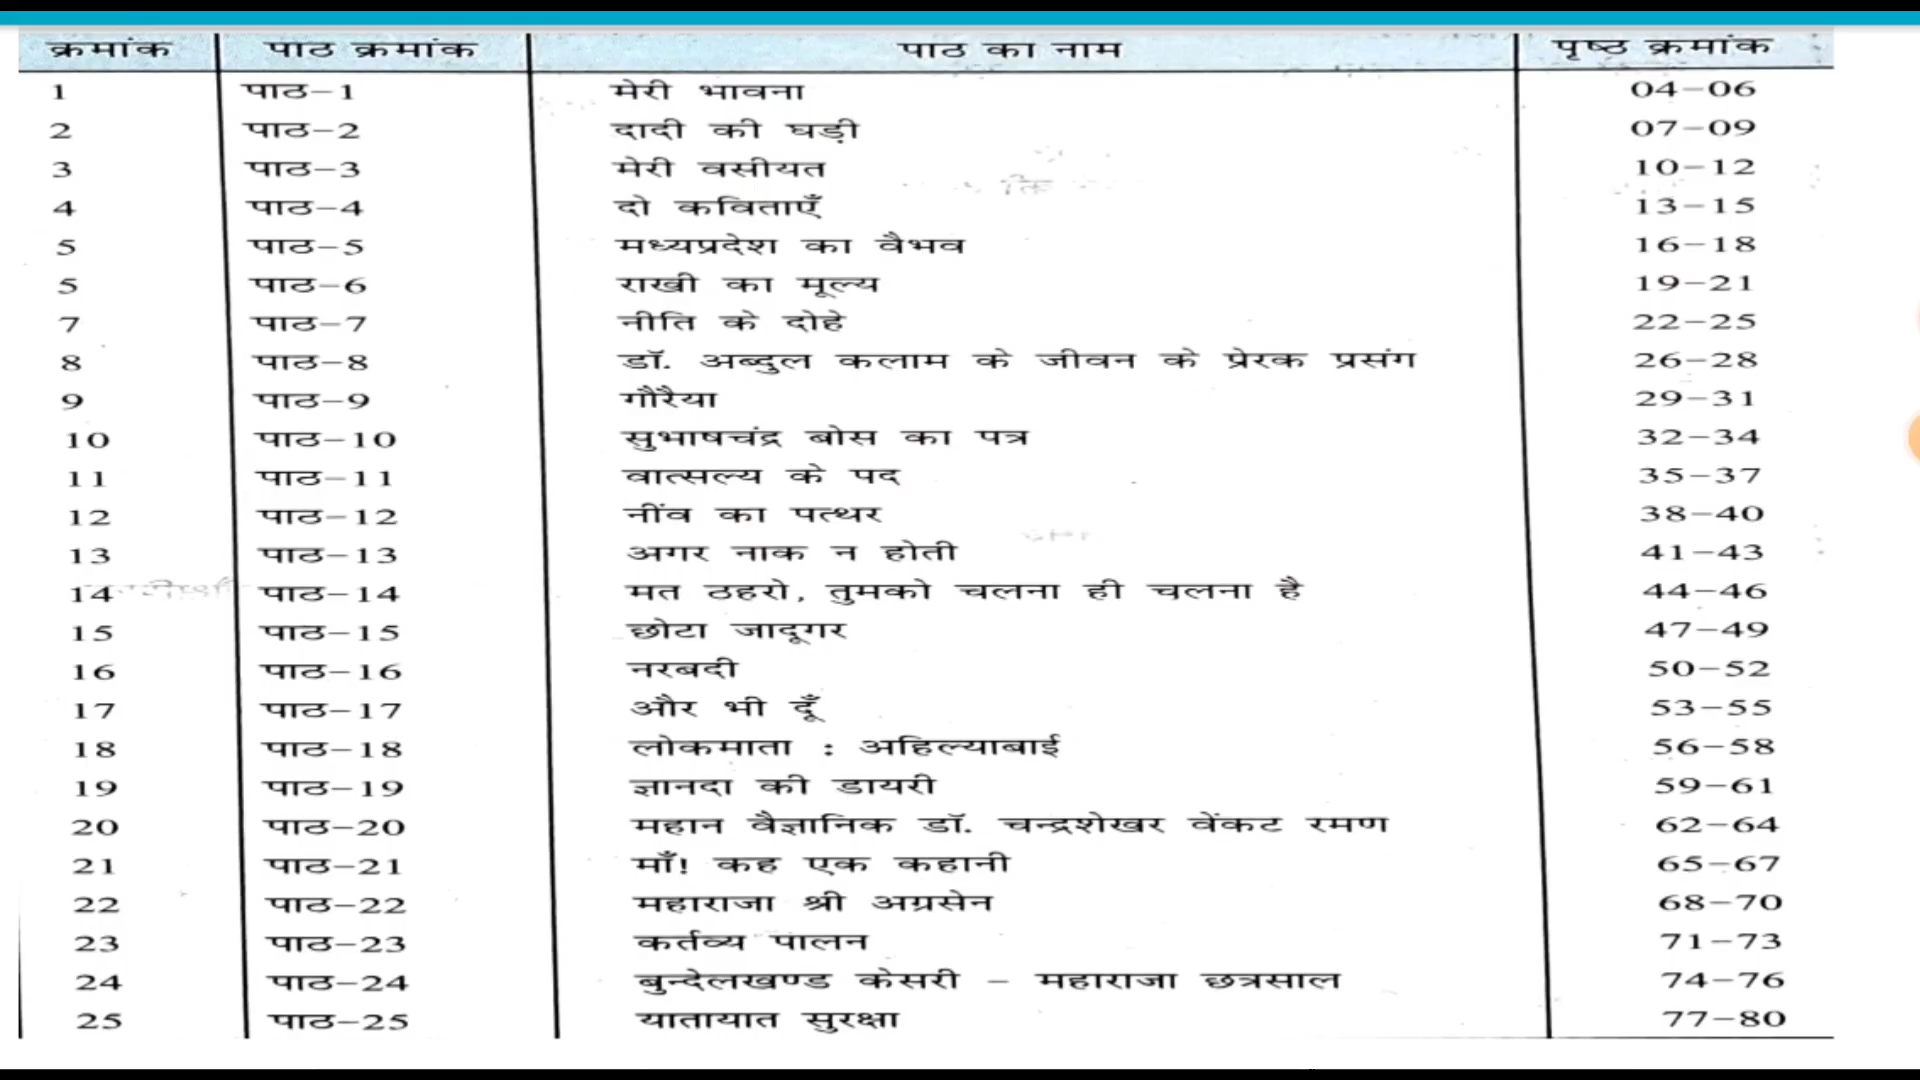 क्रमांक पाठ क्रमांक पाठ का नाम पृष्ठ क्रमांक
1 पाठ-1 मेरी भावना 04-06
2 पाठ-2 दादी की घड़ी 07-09
3 पाठ-3 मेरी वसीयत 10-12
4 पाठ-4 दो कविताएँ 13-15
5 पाठ-5 मध्यप्रदेश का वैभव 16-18
5 पाठ-6 राखी का मूल्य 19-21
7 पाठ-7 नीति के दोहे 22-25
8 पाठ-8 डॉ. अब्दुल कलाम के जीवन के प्रेरक प्रसंग 26-28
9 पाठ-9 गौरैया 29-31
10 पाठ-10 सुभाषचंद्र बोस का पत्र 32-34
11 पाठ-11 वात्सल्य के पद 35-37
12 पाठ-12 नींव का पत्थर 38-40
13 पाठ-13 अगर नाक न होती 41-43
14 पाठ-14 मत ठहरो, तुमको चलना ही चलना है 44-46
15 पाठ-15 छोटा जादूगर 47-49
16 पाठ-16 नरबदी 50-52
17 पाठ-17 और भी दूँ 53-55
18 पाठ-18 लोकमाता : अहिल्याबाई 56-58
19 पाठ-19 ज्ञानदा की डायरी 59-61
20 पाठ-20 महान वैज्ञानिक डॉ. चन्द्रशेखर वेंकट रमण 62-64
21 पाठ-21 माँ! कह एक कहानी 65-67
22 पाठ-22 महाराजा श्री अग्रसेन 68-70
23 पाठ-23 कर्तव्य पालन 71-73
24 पाठ-24 बुन्देलखण्ड केसरी - महाराजा छत्रसाल 74-76
25 पाठ-25 यातायात सुरक्षा 77-80